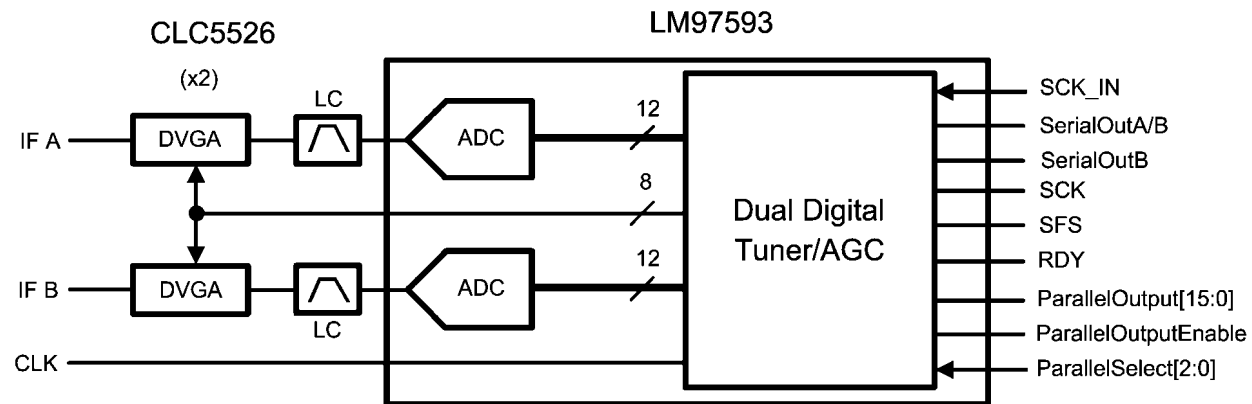 CLC5526
(x2)
LM97593
IF A
DVGA
LC
ADC
12
8
IF B
DVGA
LC
ADC
12
CLK
Dual Digital
Tuner/AGC
SCK_IN
SerialOutA/B
SerialOutB
SCK
SFS
RDY
ParallelOutput[15:0]
ParallelOutputEnable
ParallelSelect[2:0]